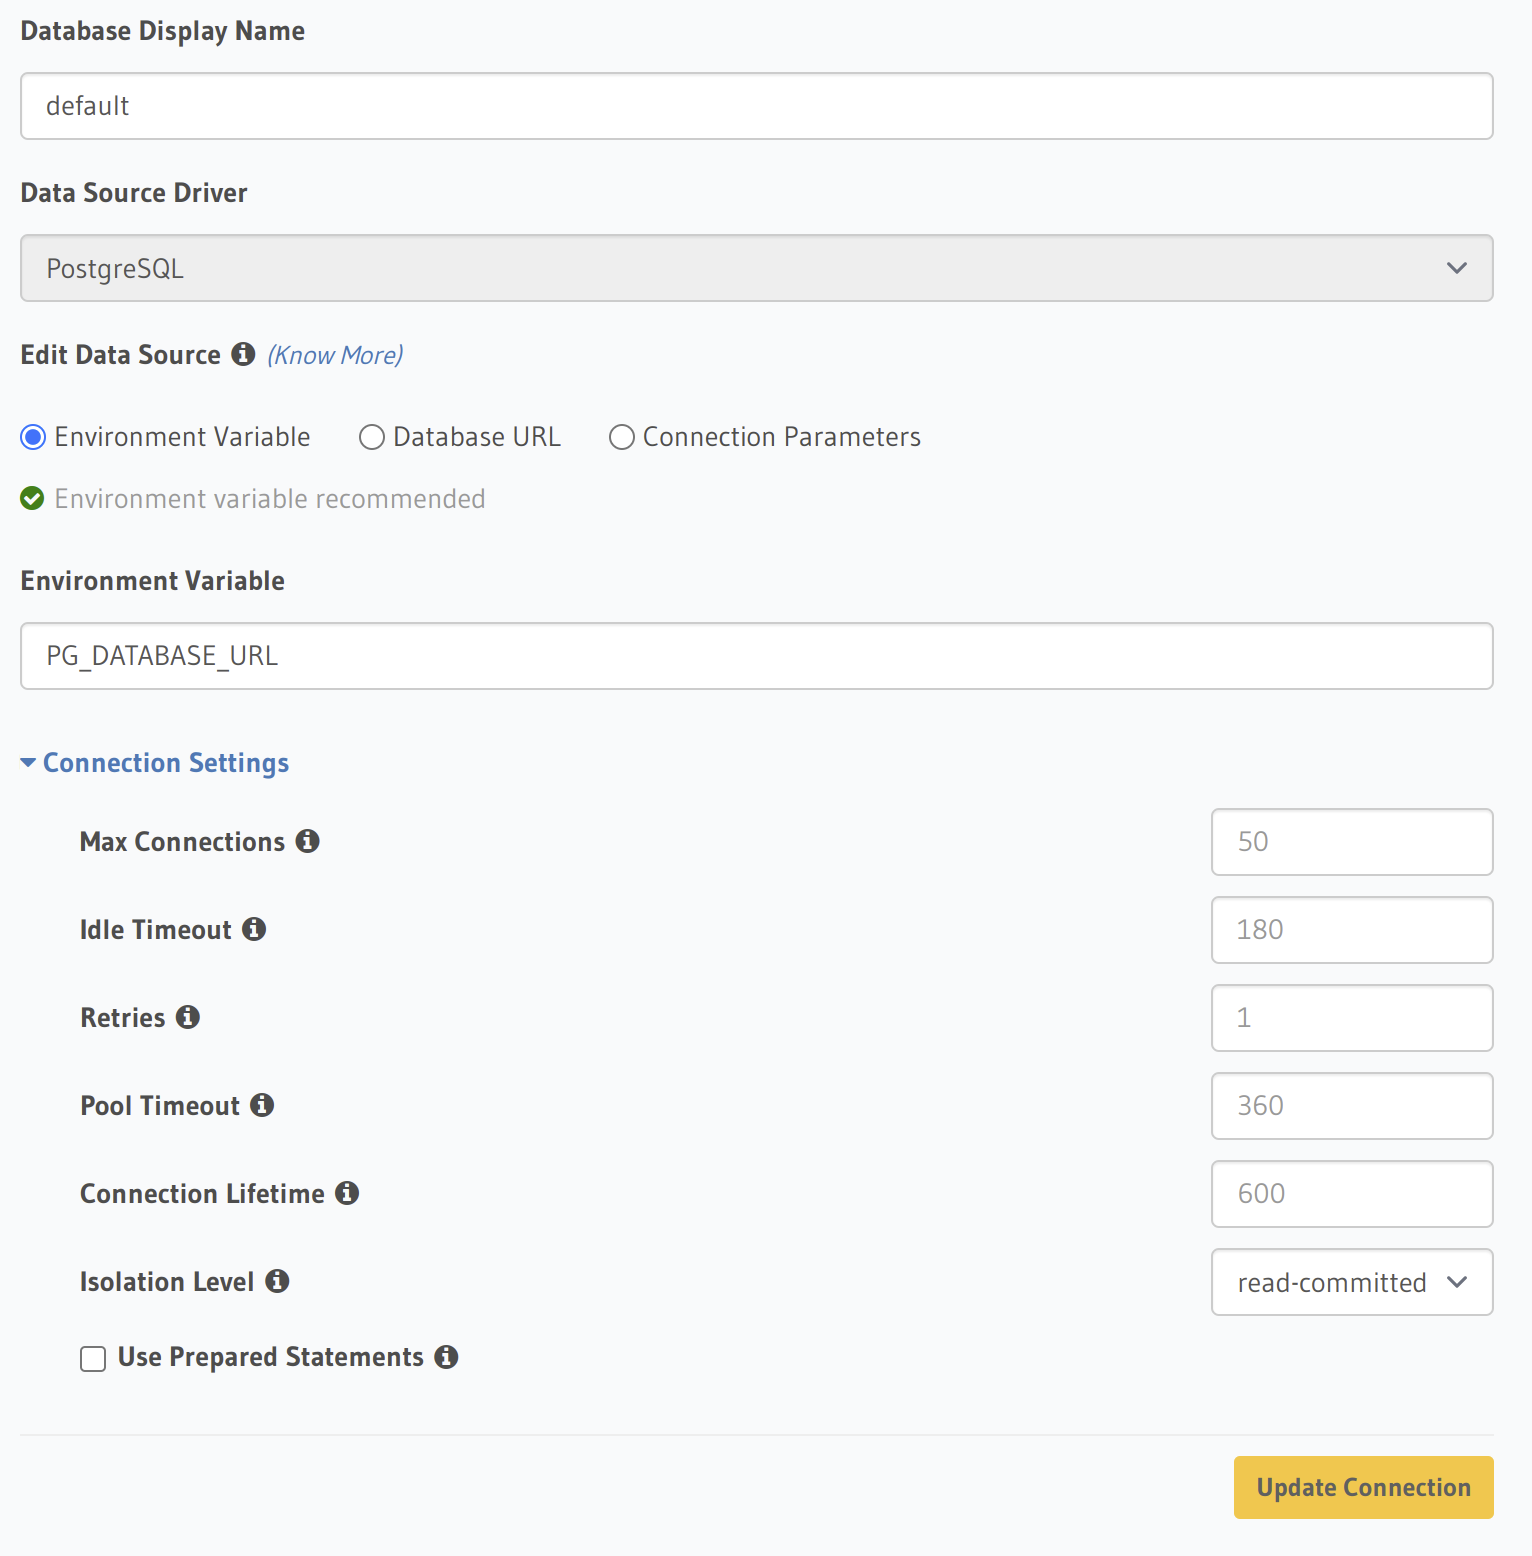 Database Display Name
default
Data Source Driver
PostgreSQL
Edit Data Source (Know More)
Environment Variable Database URL Connection Parameters
Environment variable recommended
Environment Variable
PG_DATABASE_URL
Connection Settings
Max Connections 50
Idle Timeout 180
Retries 1
Pool Timeout 360
Connection Lifetime 600
Isolation Level read-committed
Use Prepared Statements
Update Connection